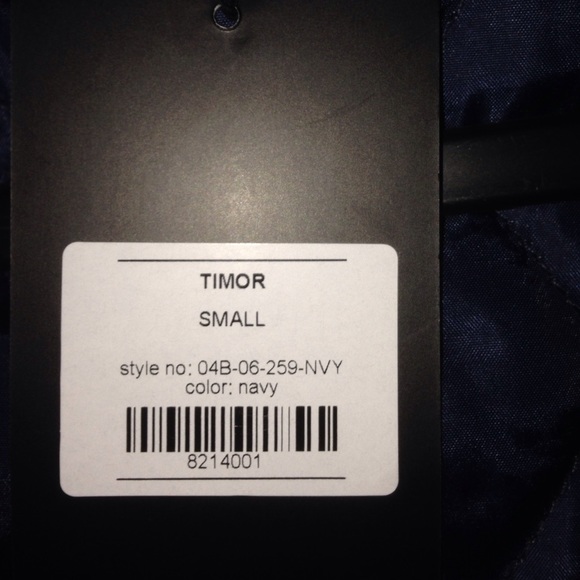 TIMOR
SMALL
style no: 04B-06-259-NVY
color: navy
8214001